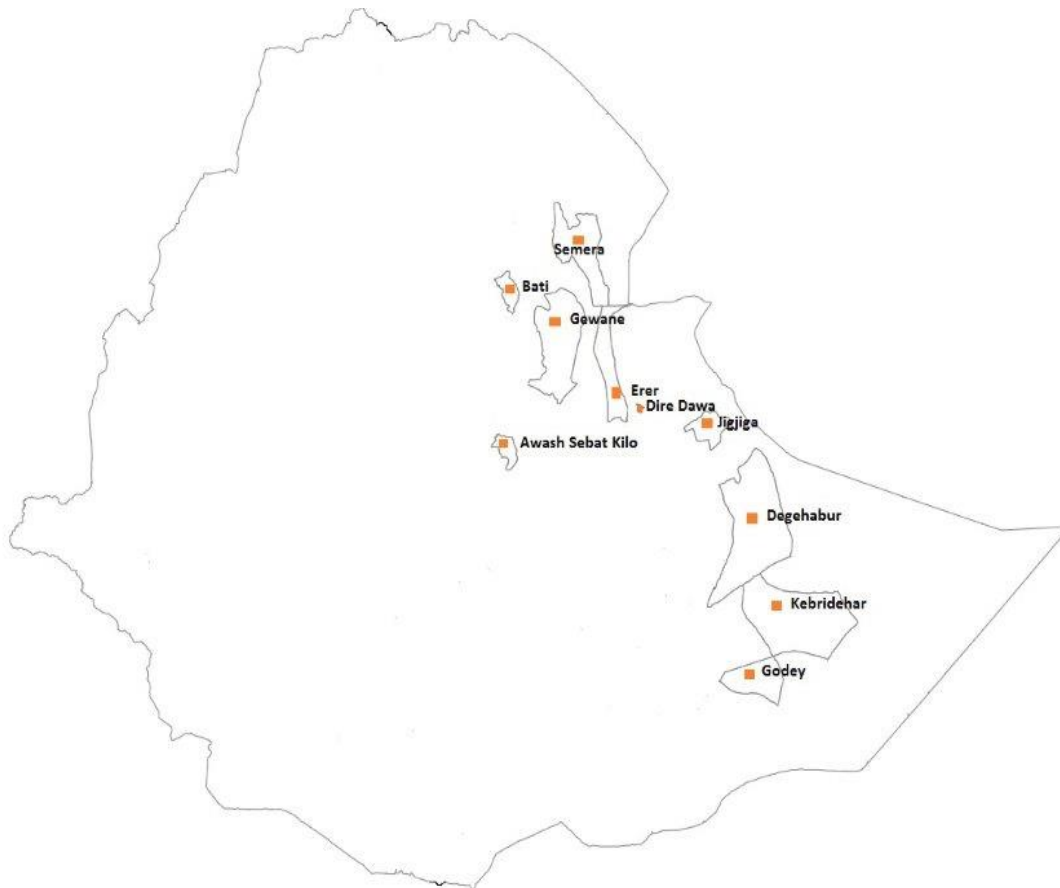 Semera
Bati
Gewane
Erer
Dire Dawa
Jigjiga
Awash Sebat Kilo
Degehabur
Kebridehar
Godey